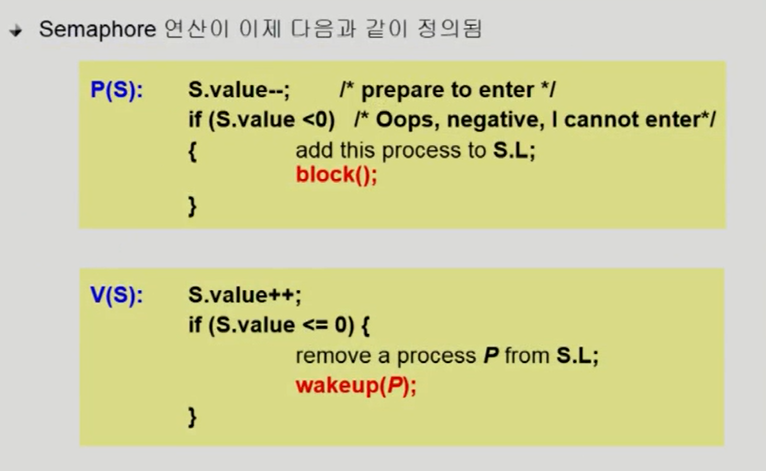 Semaphore 연산이 이제 다음과 같이 정의됨
P(S): S.value--; /* prepare to enter */
if (S.value <0) /* Oops, negative, I cannot enter*/
{ add this process to S.L;
block();
}
V(S): S.value++;
if (S.value <= 0) {
remove a process P from S.L;
wakeup(P);
}